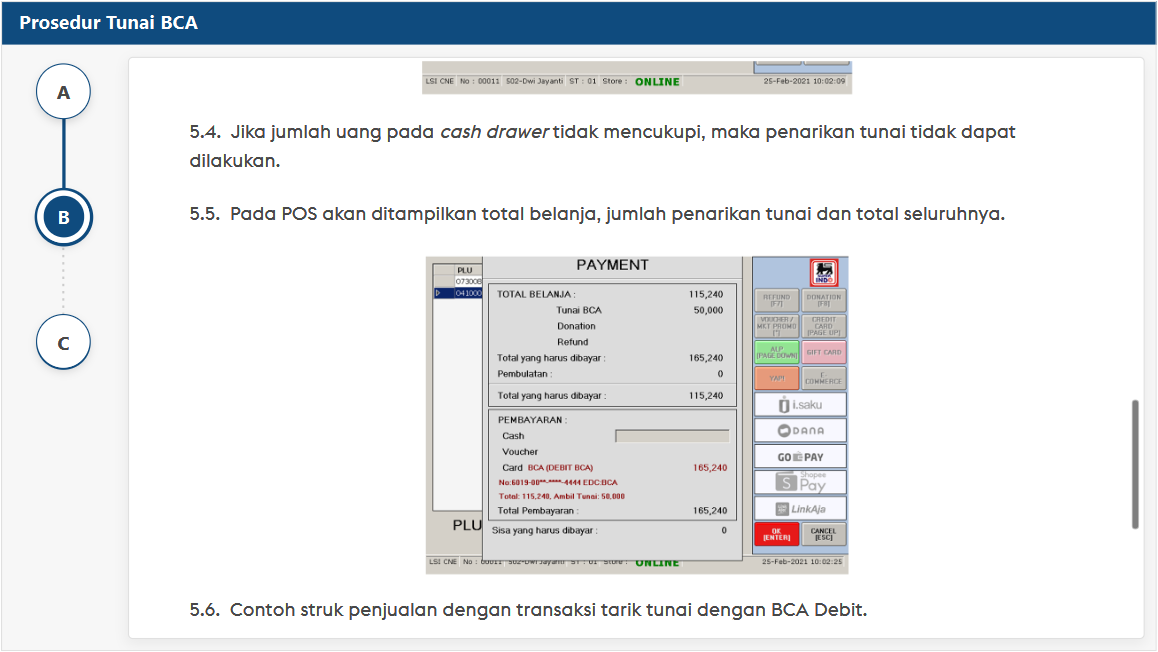 Prosedur Tunai BCA
A
B
C
LSI CNE No : 00011 502-Dwi Jayanti ST : 01 Store : ONLINE 25-Feb-2021 10:02:09
5.4. Jika jumlah uang pada cash drawer tidak mencukupi, maka penarikan tunai tidak dapat
dilakukan.
5.5. Pada POS akan ditampilkan total belanja, jumlah penarikan tunai dan total seluruhnya.
PLU
07300
041000
PLU
PAYMENT
TOTAL BELANJA : 115,240
Tunai BCA 50,000
Donation
Refund
Total yang harus dibayar : 165,240
Pembulatan : 0
Total yang harus dibayar : 115,240
PEMBAYARAN :
Cash
Voucher
Card BCA (DEBIT BCA) 165,240
No:6019-00**-****-4444 EDC:BCA
Total: 115,240, Ambil Tunai: 50,000
Total Pembayaran : 165,240
Sisa yang harus dibayar : 0
INDO
REFUND
[F7]
DONATION
[F8]
VOUCHER /
MKT PROMO
[*]
CREDIT
CARD
[PAGE UP]
ALP
[PAGE DOWN]
GIFT CARD
YAP!
E-
COMMERCE
i.saku
DANA
GO PAY
Shopee
Pay
LinkAja
OK
[ENTER]
CANCEL
[ESC]
LSI CNE No : 00011 502-Dwi Jayanti ST : 01 Store : ONLINE 25-Feb-2021 10:02:25
5.6. Contoh struk penjualan dengan transaksi tarik tunai dengan BCA Debit.